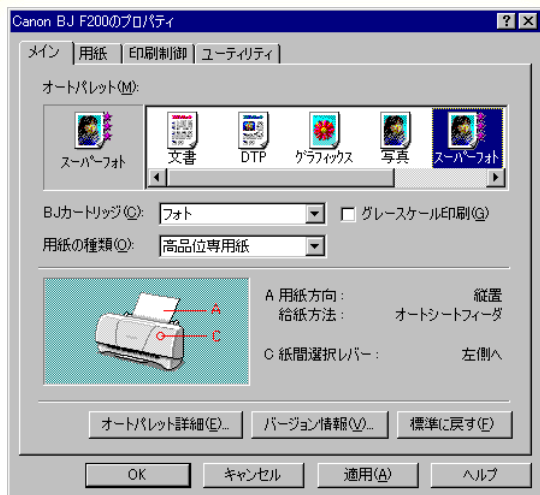 Canon BJ F200のプロパティ
メイン 用紙 印刷制御 ユーティリティ
オートパレット(M):
スーパーフォト 文書 DTP グラフィックス 写真 スーパーフォト
BJカートリッジ(C): フォト グレースケール印刷(G)
用紙の種類(O): 高品位専用紙
A
C
A 用紙方向: 縦置
給紙方法: オートシートフィーダ
C 紙間選択レバー: 左側へ
オートパレット詳細(E)... バージョン情報(V)... 標準に戻す(F)
OK キャンセル 適用(A) ヘルプ